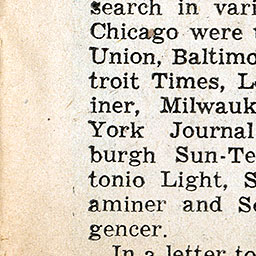 search in vari
Chicago were
Union, Baltimo
troit Times, L
iner, Milwauk
York Journal
burgh Sun-Te
tonio Light, S
aminer and Se
gencer.
In a letter to